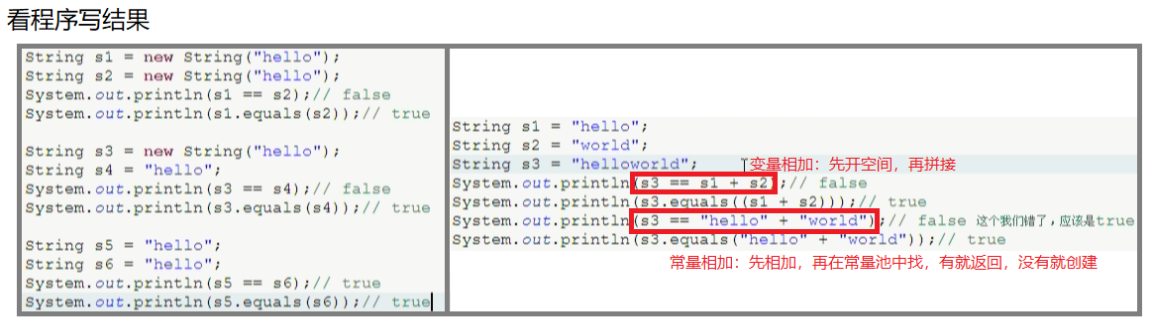 看程序写结果
String s1 = new String("hello");
String s2 = new String("hello");
System.out.println(s1 == s2);// false
System.out.println(s1.equals(s2));// true
String s3 = new String("hello");
String s4 = "hello";
System.out.println(s3 == s4);// false
System.out.println(s3.equals(s4));// true
String s5 = "hello";
String s6 = "hello";
System.out.println(s5 == s6);// true
System.out.println(s5.equals(s6));// true
String s1 = "hello";
String s2 = "world";
String s3 = "helloworld";
变量相加：先开空间，再拼接
System.out.println(s3 == s1 + s2);// false
System.out.println(s3.equals((s1 + s2)));// true
System.out.println(s3 == "hello" + "world");// false 这个我们错了，应该是true
System.out.println(s3.equals("hello" + "world"));// true
常量相加：先相加，再在常量池中找，有就返回，没有就创建